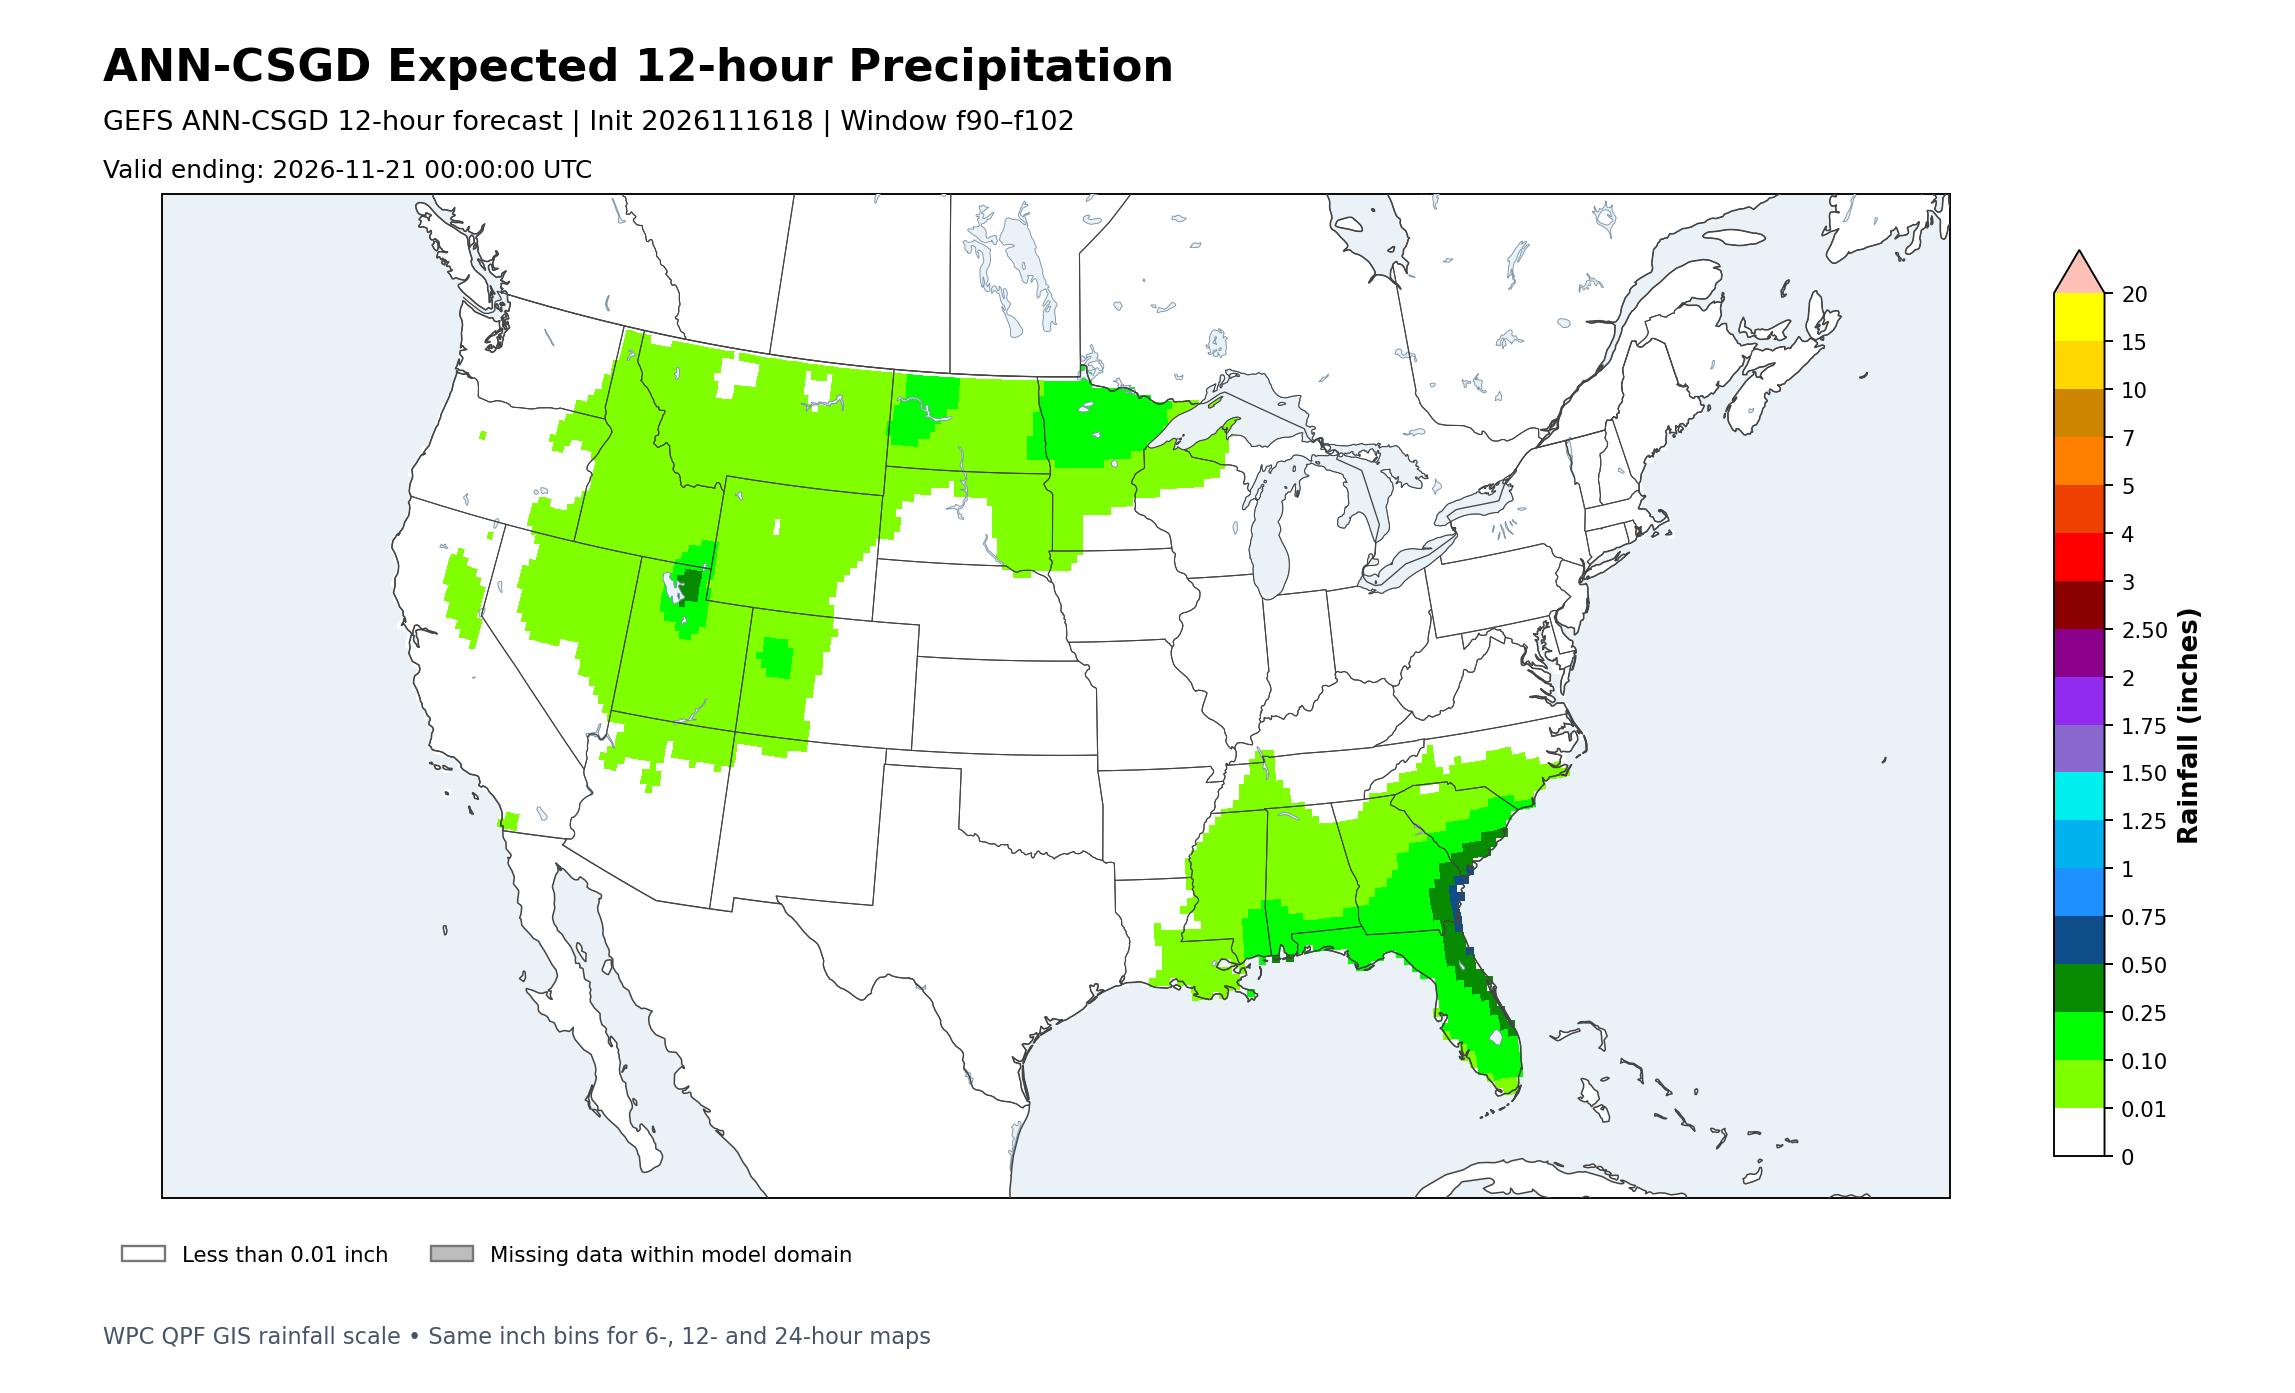 ANN-CSGD Expected 12-hour Precipitation
GEFS ANN-CSGD 12-hour forecast | Init 2026111618 | Window f90–f102
Valid ending: 2026-11-21 00:00:00 UTC
20
15
10
7
5
4
3
2.50
2
1.75
1.50
1.25
1
0.75
0.50
0.25
0.10
0.01
0
Rainfall (inches)
Less than 0.01 inch
Missing data within model domain
WPC QPF GIS rainfall scale • Same inch bins for 6-, 12- and 24-hour maps